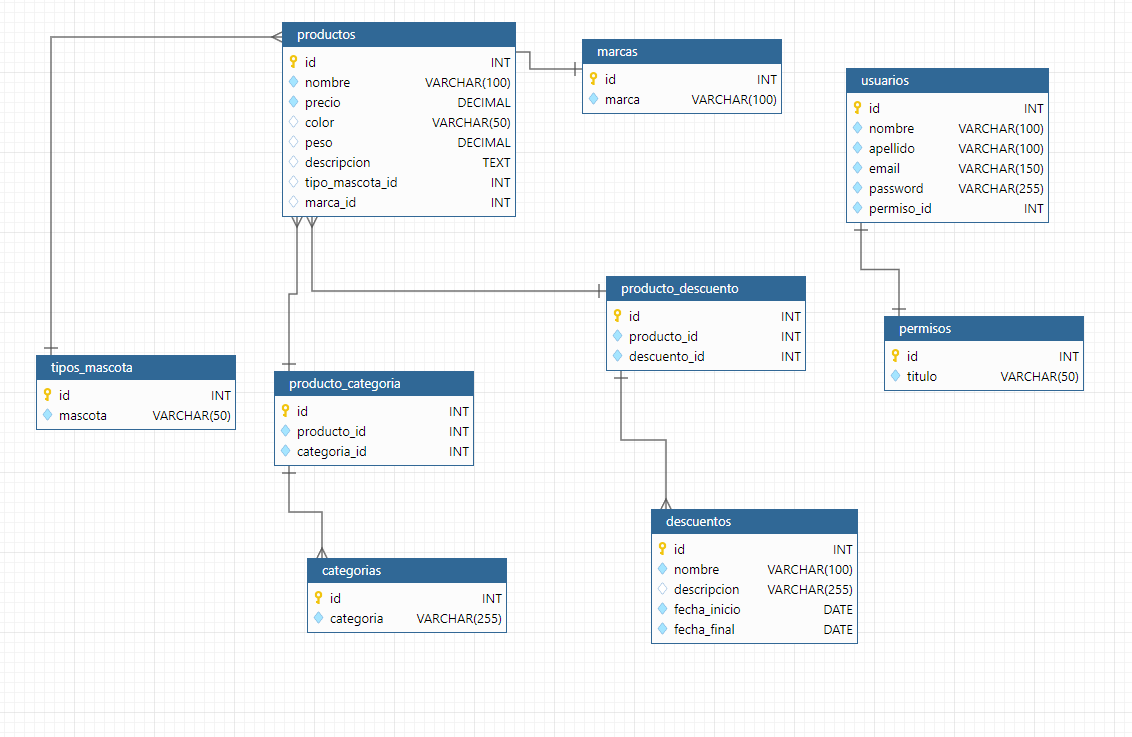 productos
id INT
nombre VARCHAR(100)
precio DECIMAL
color VARCHAR(50)
peso DECIMAL
descripcion TEXT
tipo_mascota_id INT
marca_id INT
marcas
id INT
marca VARCHAR(100)
usuarios
id INT
nombre VARCHAR(100)
apellido VARCHAR(100)
email VARCHAR(150)
password VARCHAR(255)
permiso_id INT
producto_descuento
id INT
producto_id INT
descuento_id INT
permisos
id INT
titulo VARCHAR(50)
tipos_mascota
id INT
mascota VARCHAR(50)
producto_categoria
id INT
producto_id INT
categoria_id INT
descuentos
id INT
nombre VARCHAR(100)
descripcion VARCHAR(255)
fecha_inicio DATE
fecha_final DATE
categorias
id INT
categoria VARCHAR(255)